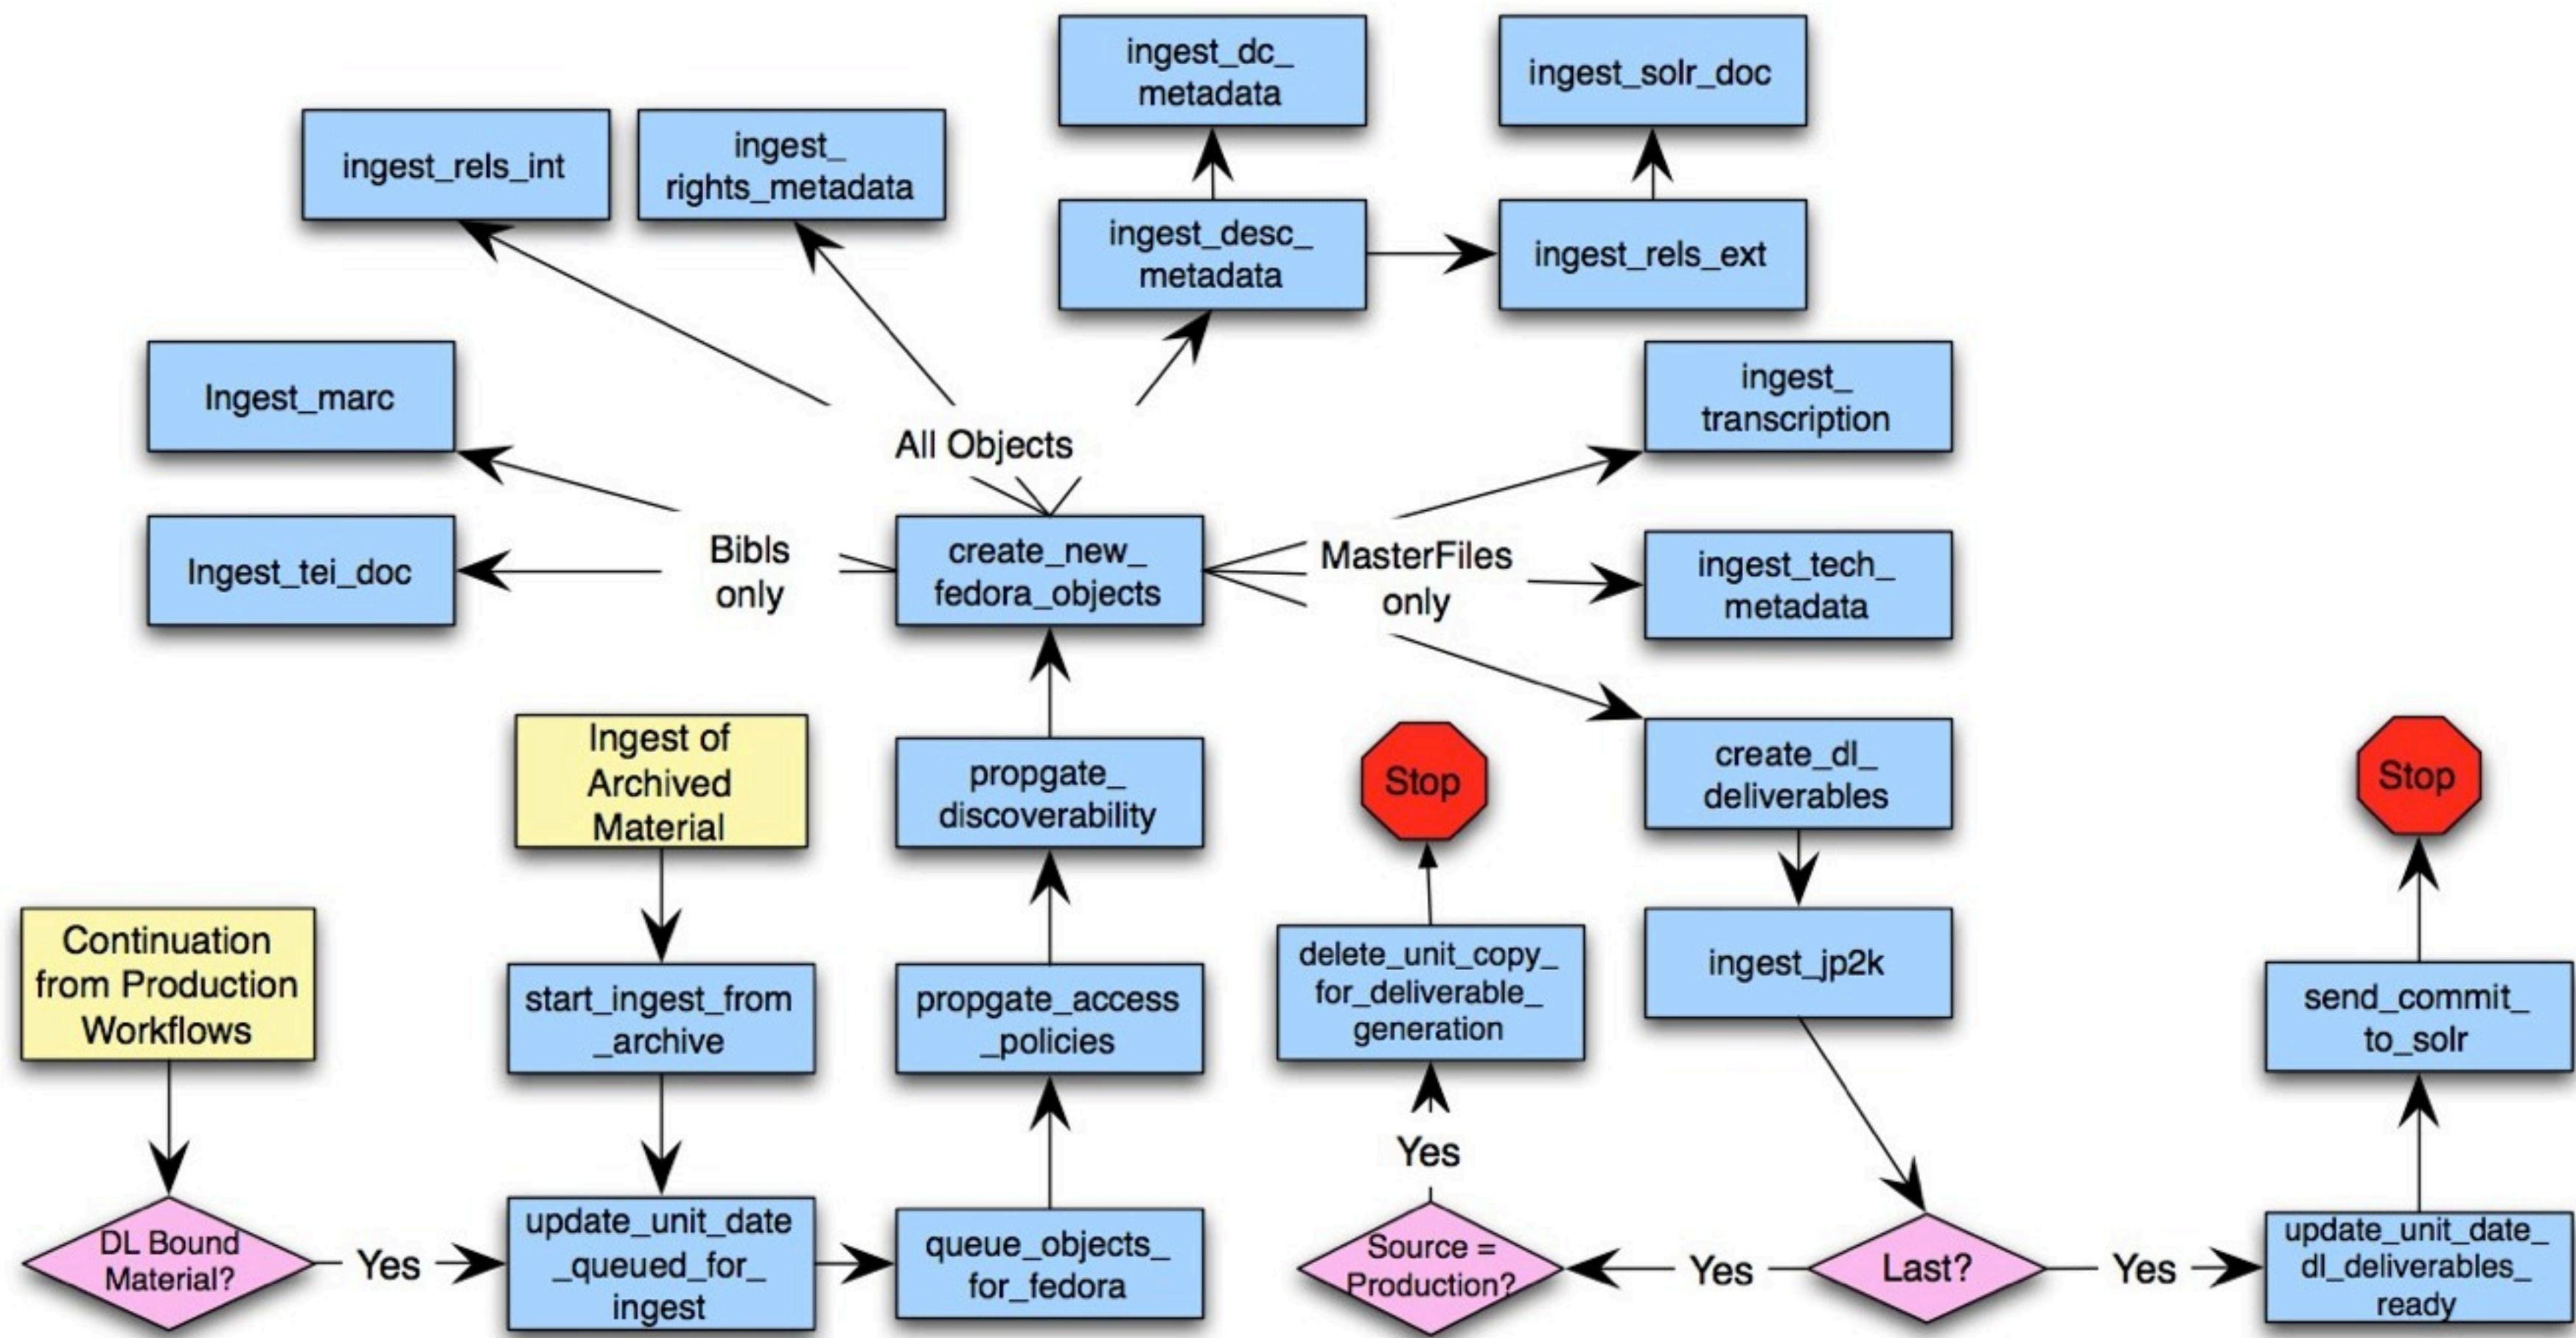 ingest_dc_
metadata
ingest_solr_doc
ingest_rels_int
ingest_
rights_metadata
ingest_desc_
metadata
ingest_rels_ext
Ingest_marc
All Objects
ingest_
transcription
Ingest_tei_doc
Bibls
only
create_new_
fedora_objects
MasterFiles
only
ingest_tech_
metadata
Ingest of
Archived
Material
propgate_
discoverability
Stop
create_dl_
deliverables
Stop
Continuation
from Production
Workflows
start_ingest_from
_archive
propgate_access
_policies
delete_unit_copy_
for_deliverable_
generation
ingest_jp2k
send_commit_
to_solr
Yes
DL Bound
Material?
Yes
update_unit_date
_queued_for_
ingest
queue_objects_
for_fedora
Source =
Production?
Yes
Last?
Yes
update_unit_date_
dl_deliverables_
ready